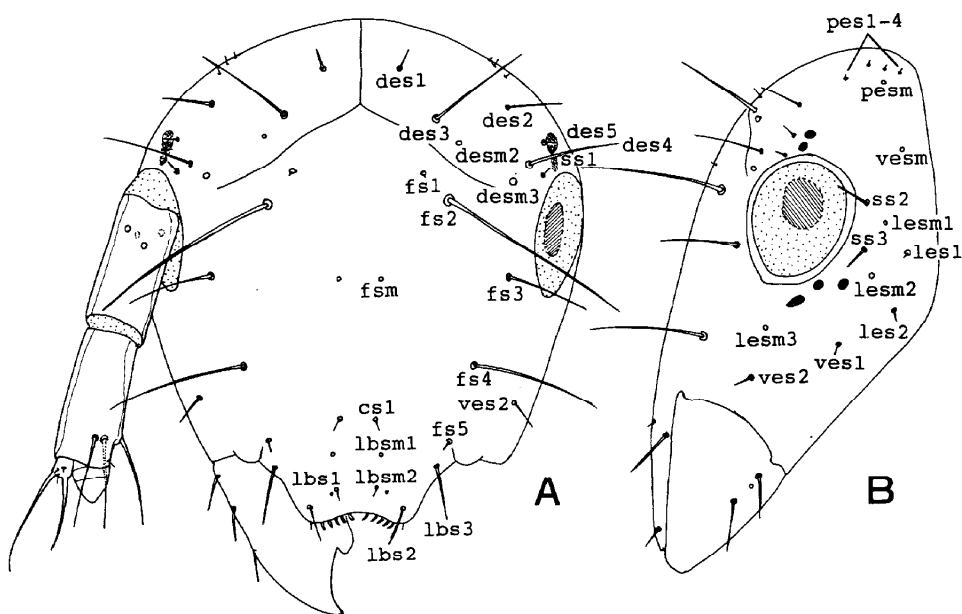 pes1-4
pesm
vesm
ss2
lesm1
les1
ss3
lesm2
les2
lesm3
ves1
ves2
B
des1
des2
des3
des5
desm2
ss1
des4
desm3
fs1
fs2
fsm
fs3
fs4
ves2
cs1
fs5
lbsm1
lbs1
lbsm2
A
lbs3
lbs2